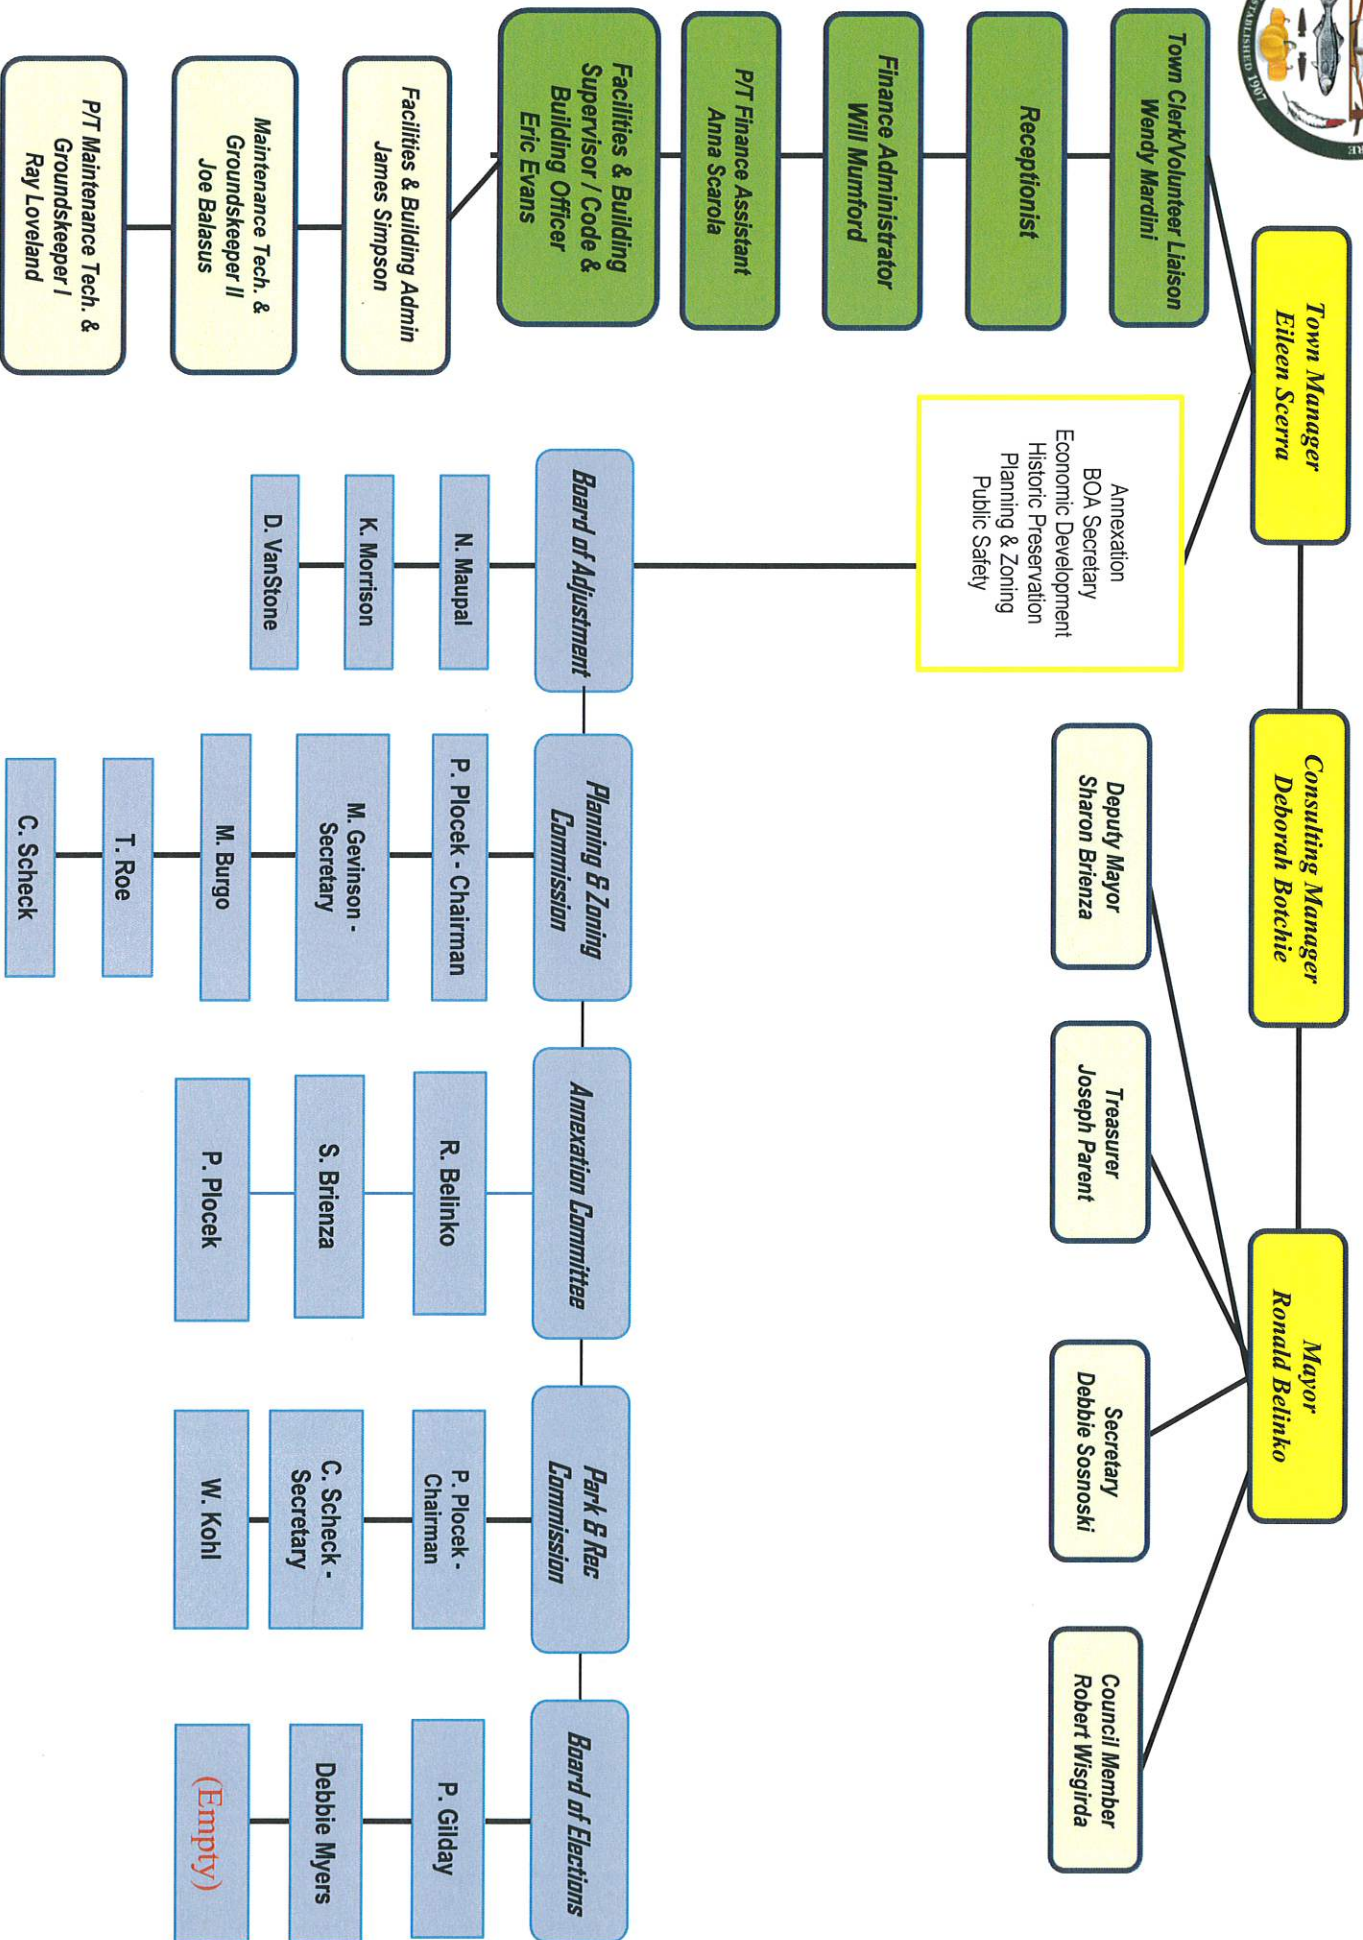 ESTABLISHED 1907
Town Manager
Eileen Scerra
Consulting Manager
Deborah Botchie
Mayor
Ronald Belinko
Town Clerk/Volunteer Liaison
Wendy Mardini
Receptionist
Finance Administrator
Will Mumford
P/T Finance Assistant
Anna Scarola
Facilities & Building
Supervisor / Code &
Building Officer
Eric Evans
Facilities & Building Admin
James Simpson
Maintenance Tech. &
Groundskeeper II
Joe Balasus
P/T Maintenance Tech. &
Groundskeeper I
Ray Loveland
Annexation
BOA Secretary
Economic Development
Historic Preservation
Planning & Zoning
Public Safety
Deputy Mayor
Sharon Brienza
Treasurer
Joseph Parent
Secretary
Debbie Sosnoski
Council Member
Robert Wisgirda
Board of Adjustment
N. Maupal
K. Morrison
D. VanStone
Planning & Zoning
Commission
P. Plocek - Chairman
M. Gevinson -
Secretary
M. Burgo
T. Roe
C. Scheck
Annexation Committee
R. Belinko
S. Brienza
P. Plocek
Park & Rec
Commission
P. Plocek -
Chairman
C. Scheck -
Secretary
W. Kohl
Board of Elections
P. Gilday
Debbie Myers
(Empty)